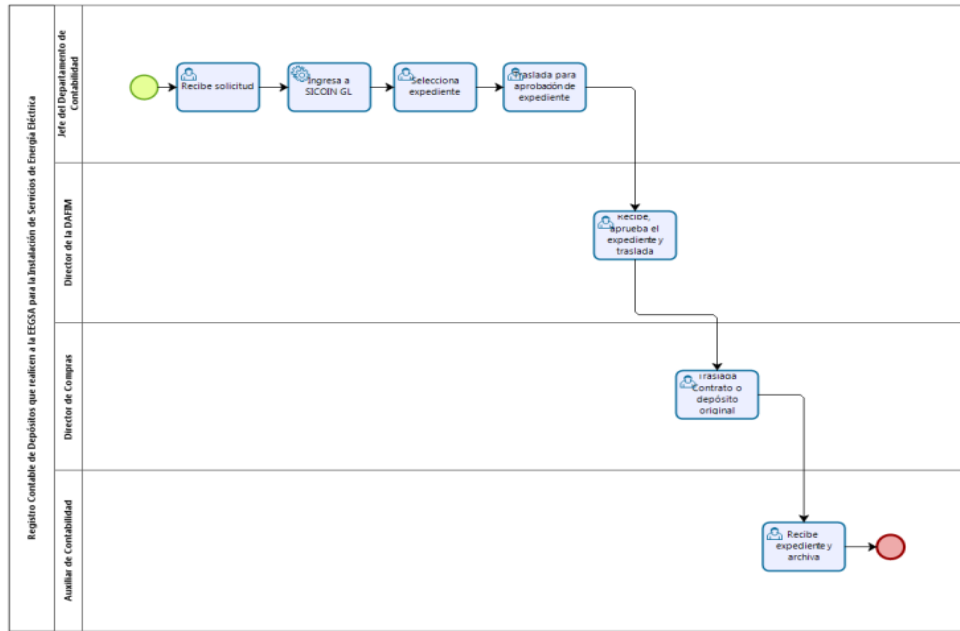 Registro Contable de Depósitos que realicen a la EEGSA para la Instalación de Servicios de Energía Eléctrica
Jefe del Departamento de
Contabilidad
Recibe solicitud
Ingresa a
SICOIN GL
Selecciona
expediente
Traslada para
aprobación de
expediente
Director de la DAFIM
Recibe,
aprueba el
expediente y
traslada
Director de Compras
Traslada
Contrato o
depósito
original
Auxiliar de Contabilidad
Recibe
expediente y
archiva